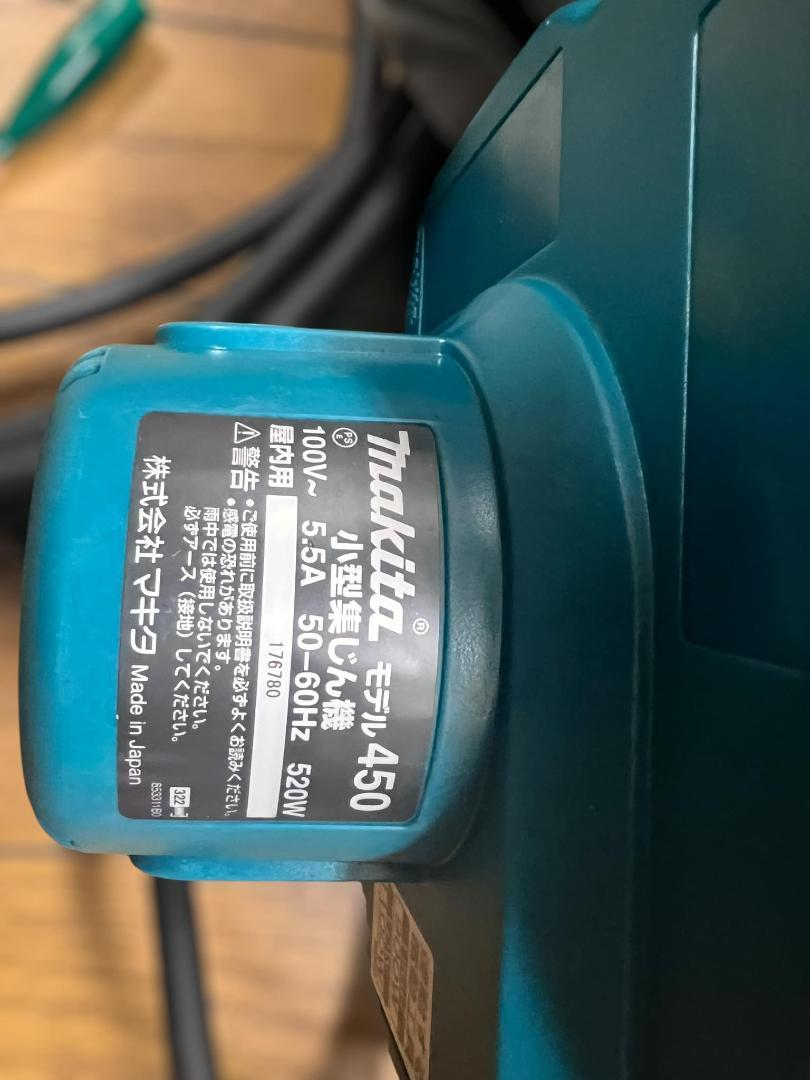 makita® モデル450
小型集じん機
PS
E
100V~ 5.5A 50-60Hz 520W
屋内用
176780
⚠警告 ・ご使用前に取扱説明書を必ずよくお読みください。
・感電の恐れがあります。
雨中では使用しないでください。
必ずアース（接地）してください。
322
株式会社 マキタ Made in Japan